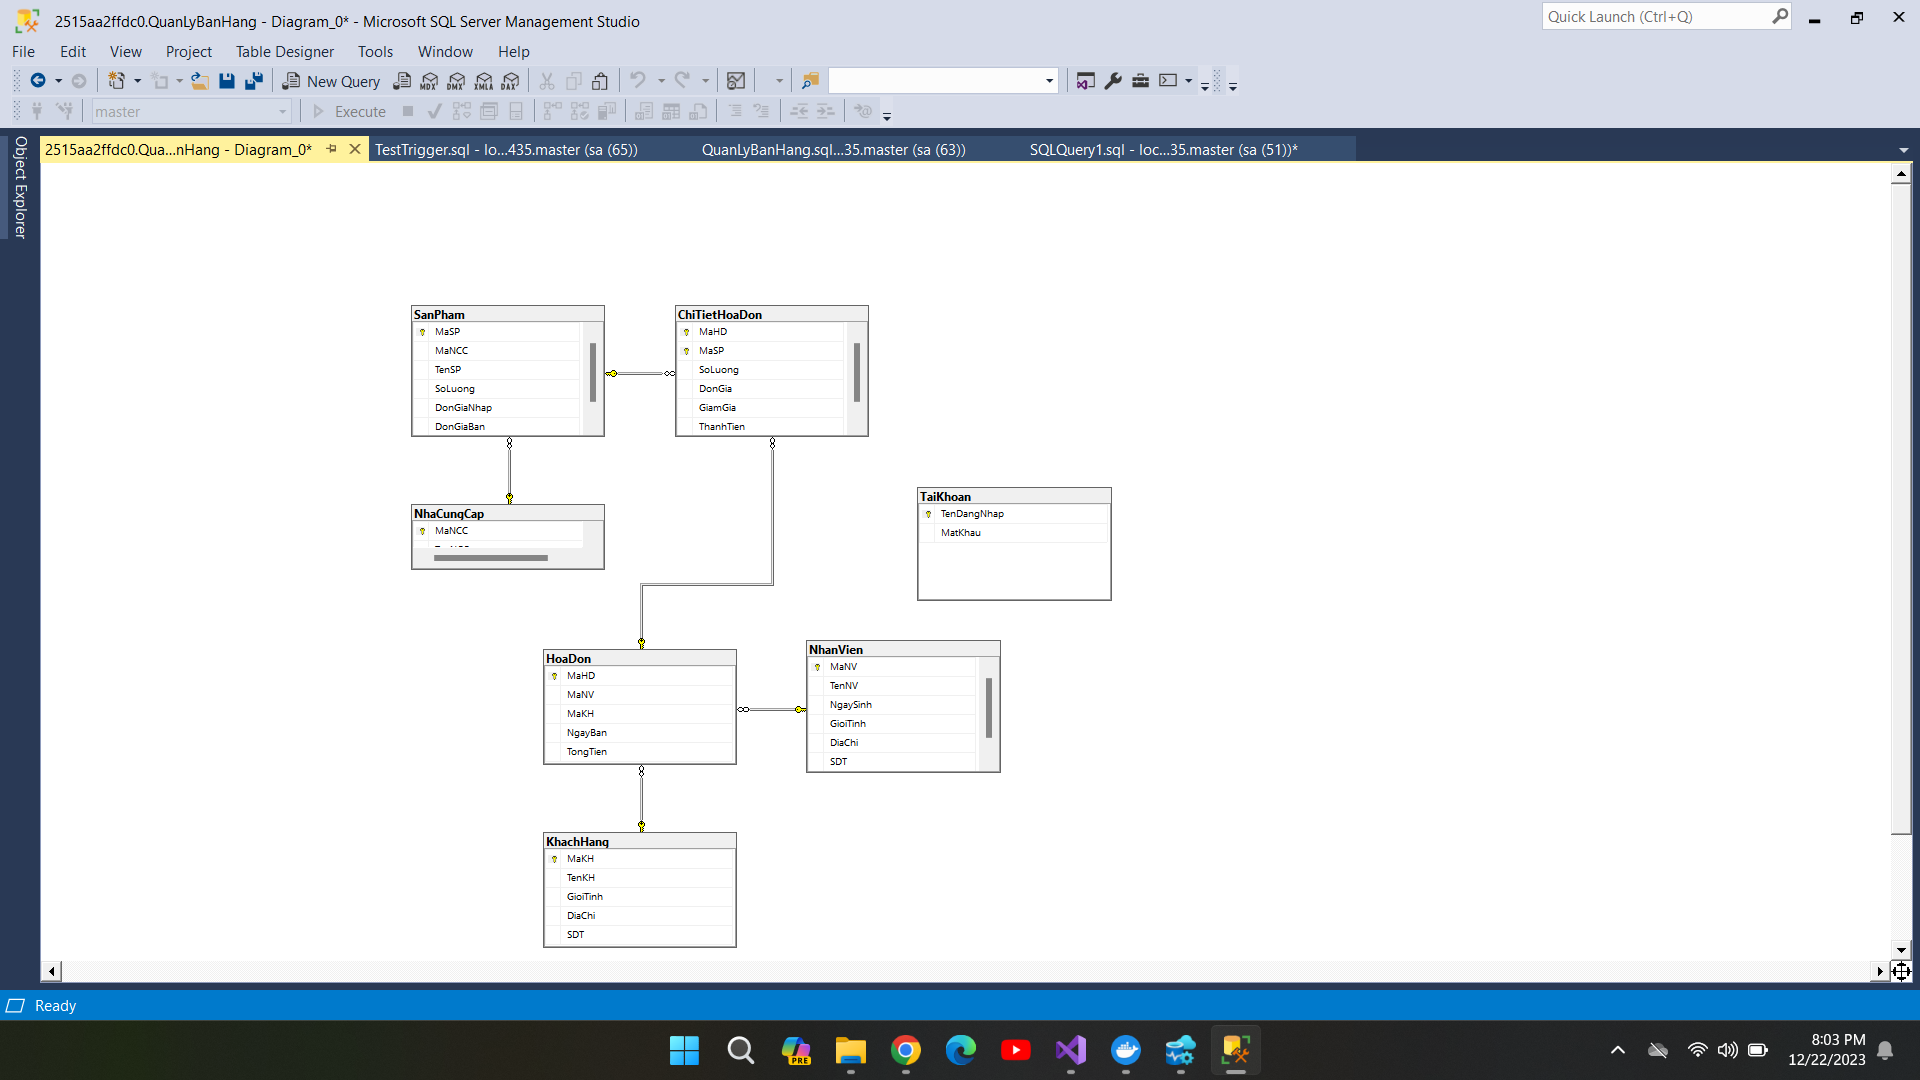 2515aa2ffdc0.QuanLyBanHang - Diagram_0* - Microsoft SQL Server Management Studio
Quick Launch (Ctrl+Q)
File Edit View Project Table Designer Tools Window Help
New Query MDX DMX XMLA DAX
master Execute
Object Explorer
2515aa2ffdc0.Qua...nHang - Diagram_0* TestTrigger.sql - lo...435.master (sa (65)) QuanLyBanHang.sql...35.master (sa (63)) SQLQuery1.sql - loc...35.master (sa (51))*
SanPham
MaSP
MaNCC
TenSP
SoLuong
DonGiaNhap
DonGiaBan
ChiTietHoaDon
MaHD
MaSP
SoLuong
DonGia
GiamGia
ThanhTien
NhaCungCap
MaNCC
TaiKhoan
TenDangNhap
MatKhau
HoaDon
MaHD
MaNV
MaKH
NgayBan
TongTien
NhanVien
MaNV
TenNV
NgaySinh
GioiTinh
DiaChi
SDT
KhachHang
MaKH
TenKH
GioiTinh
DiaChi
SDT
Ready
PRE
8:03 PM
12/22/2023